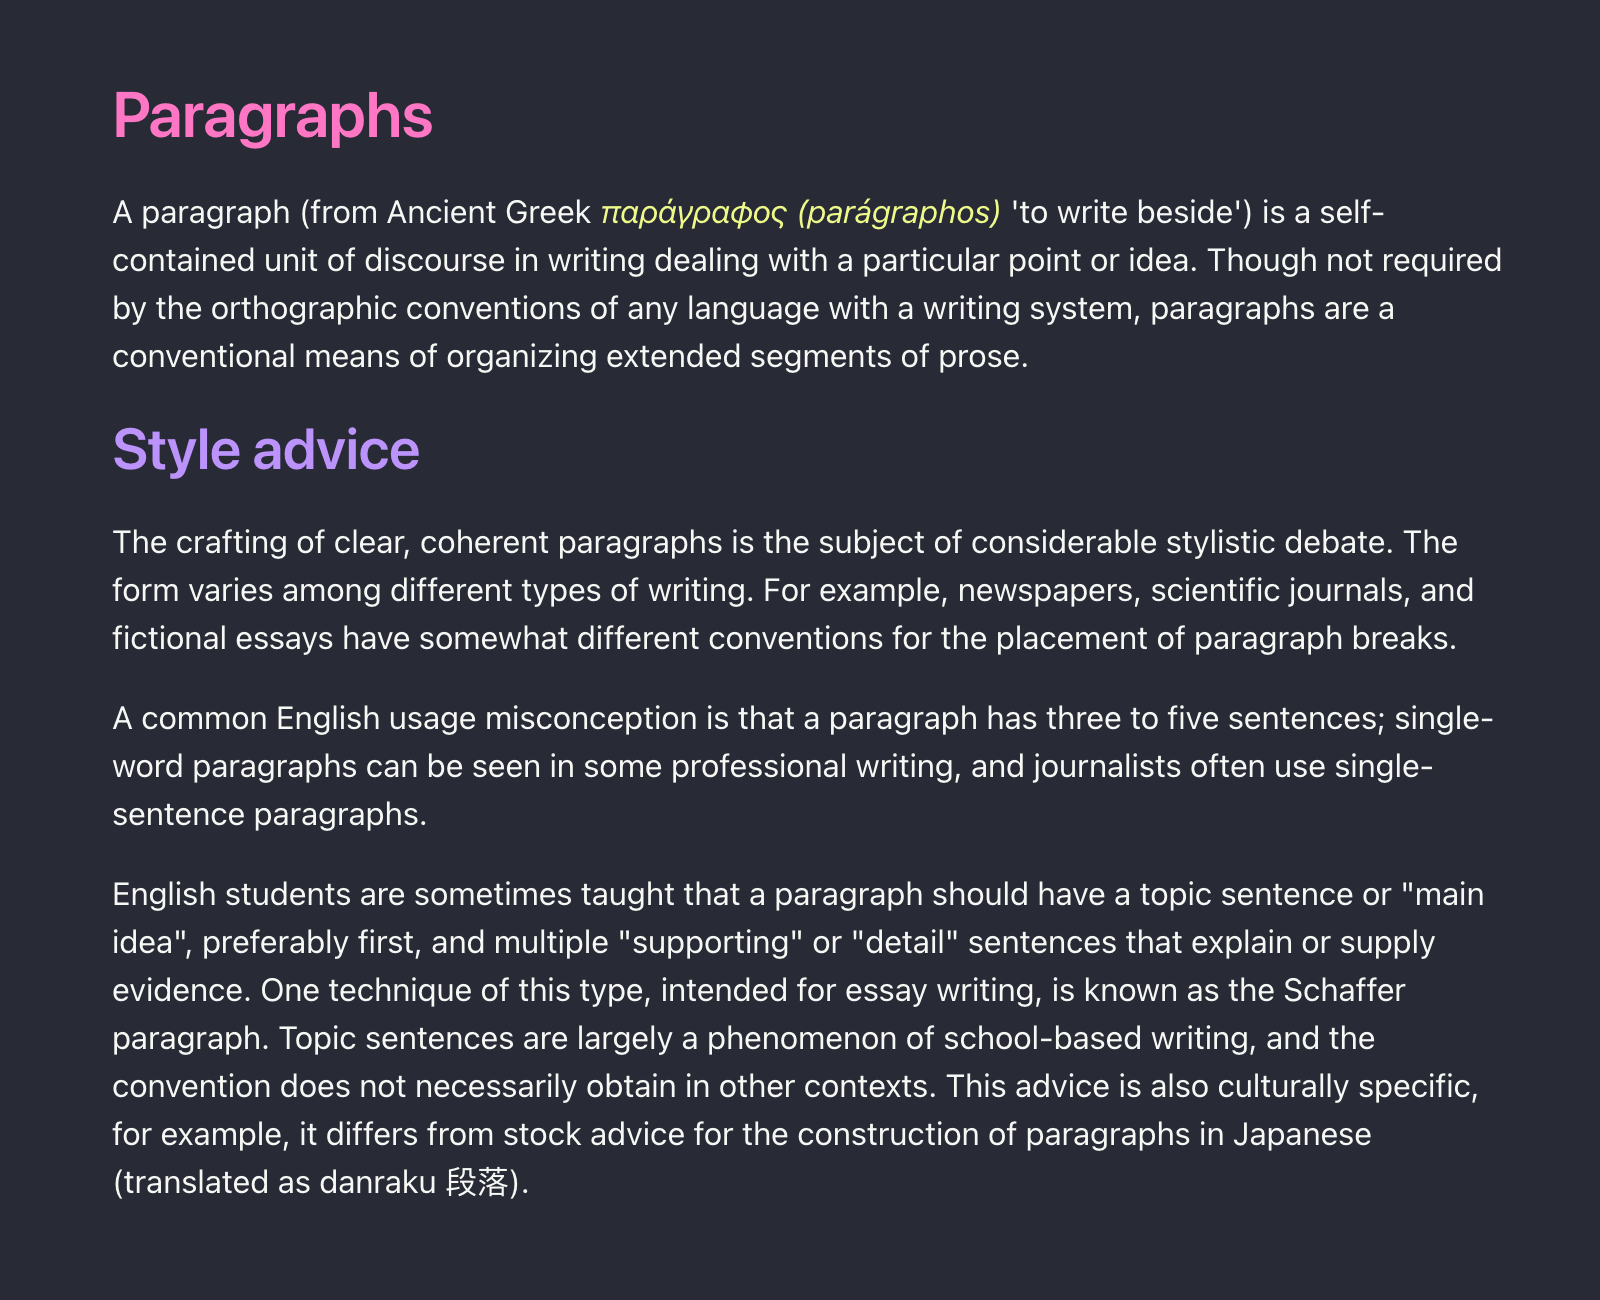 Paragraphs
A paragraph (from Ancient Greek παράγραφος (parágraphos) 'to write beside') is a self-
contained unit of discourse in writing dealing with a particular point or idea. Though not required
by the orthographic conventions of any language with a writing system, paragraphs are a
conventional means of organizing extended segments of prose.
Style advice
The crafting of clear, coherent paragraphs is the subject of considerable stylistic debate. The
form varies among different types of writing. For example, newspapers, scientific journals, and
fictional essays have somewhat different conventions for the placement of paragraph breaks.
A common English usage misconception is that a paragraph has three to five sentences; single-
word paragraphs can be seen in some professional writing, and journalists often use single-
sentence paragraphs.
English students are sometimes taught that a paragraph should have a topic sentence or "main
idea", preferably first, and multiple "supporting" or "detail" sentences that explain or supply
evidence. One technique of this type, intended for essay writing, is known as the Schaffer
paragraph. Topic sentences are largely a phenomenon of school-based writing, and the
convention does not necessarily obtain in other contexts. This advice is also culturally specific,
for example, it differs from stock advice for the construction of paragraphs in Japanese
(translated as danraku 段落).